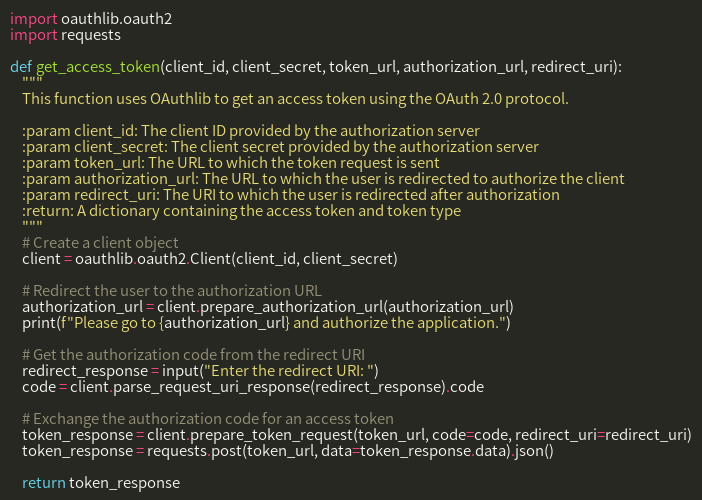 import oauthlib.oauth2
import requests
def get_access_token(client_id, client_secret, token_url, authorization_url, redirect_uri):
"""
This function uses OAuthlib to get an access token using the OAuth 2.0 protocol.
:param client_id: The client ID provided by the authorization server
:param client_secret: The client secret provided by the authorization server
:param token_url: The URL to which the token request is sent
:param authorization_url: The URL to which the user is redirected to authorize the client
:param redirect_uri: The URI to which the user is redirected after authorization
:return: A dictionary containing the access token and token type
"""
# Create a client object
client = oauthlib.oauth2.Client(client_id, client_secret)
# Redirect the user to the authorization URL
authorization_url = client.prepare_authorization_url(authorization_url)
print(f"Please go to {authorization_url} and authorize the application.")
# Get the authorization code from the redirect URI
redirect_response = input("Enter the redirect URI: ")
code = client.parse_request_uri_response(redirect_response).code
# Exchange the authorization code for an access token
token_response = client.prepare_token_request(token_url, code=code, redirect_uri=redirect_uri)
token_response = requests.post(token_url, data=token_response.data).json()
return token_response